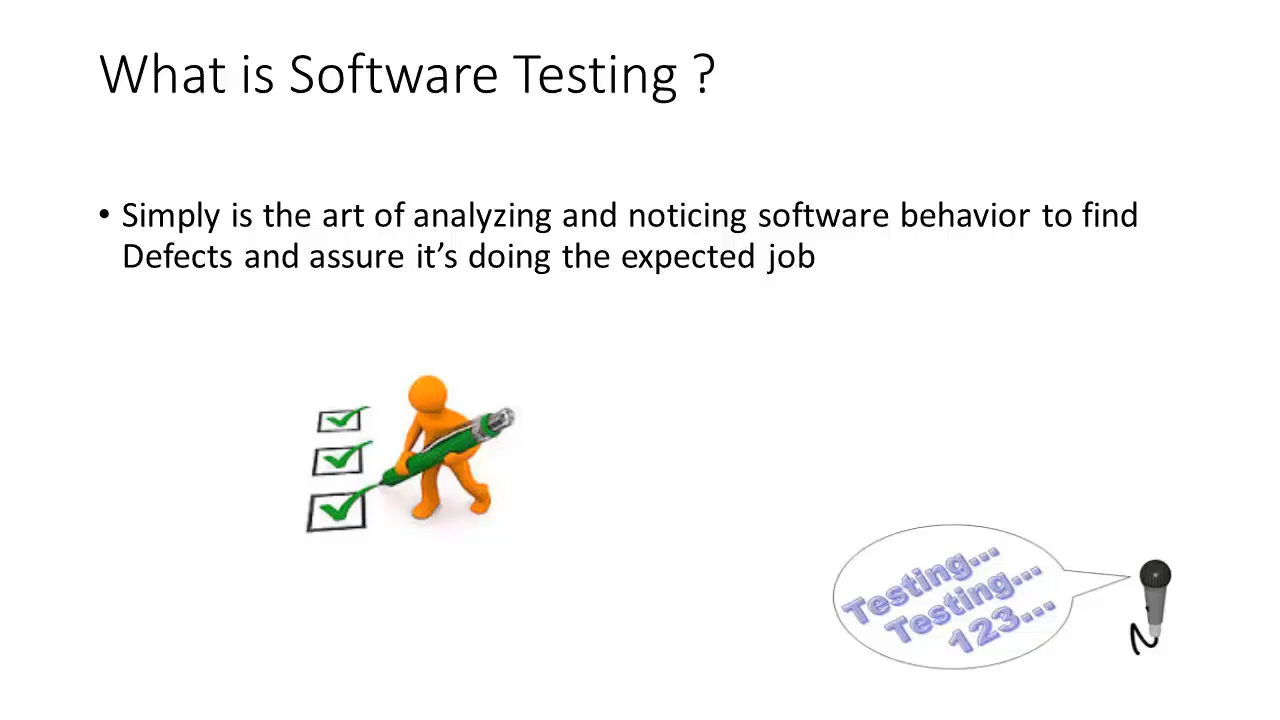 What is Software Testing ?
• Simply is the art of analyzing and noticing software behavior to find
Defects and assure it’s doing the expected job
Testing...
Testing...
123...